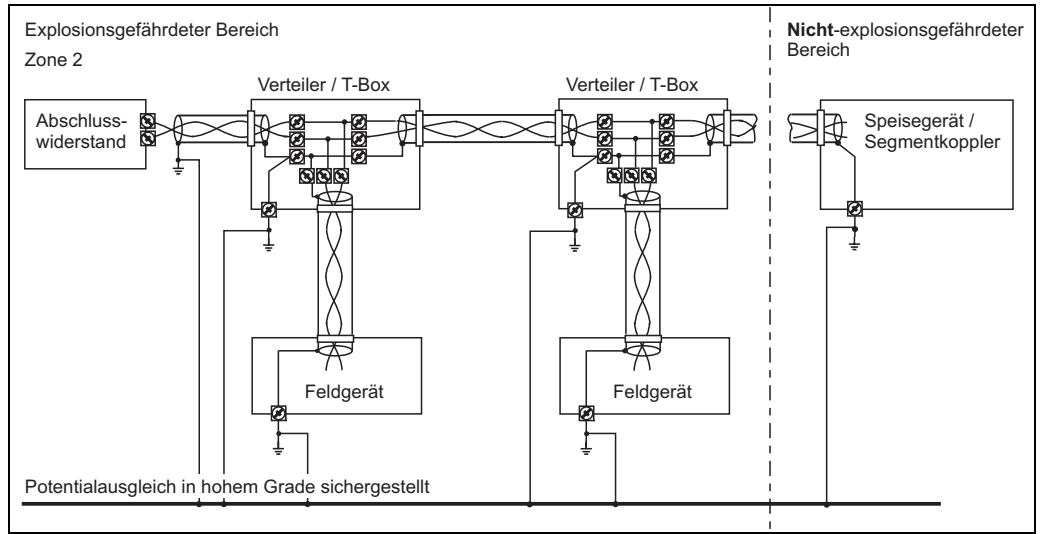 Explosionsgefährdeter Bereich
Zone 2
Nicht-explosionsgefährdeter
Bereich
Verteiler / T-Box
Verteiler / T-Box
Abschluss-
widerstand
Speisegerät /
Segmentkoppler
Feldgerät
Feldgerät
Potentialausgleich in hohem Grade sichergestellt